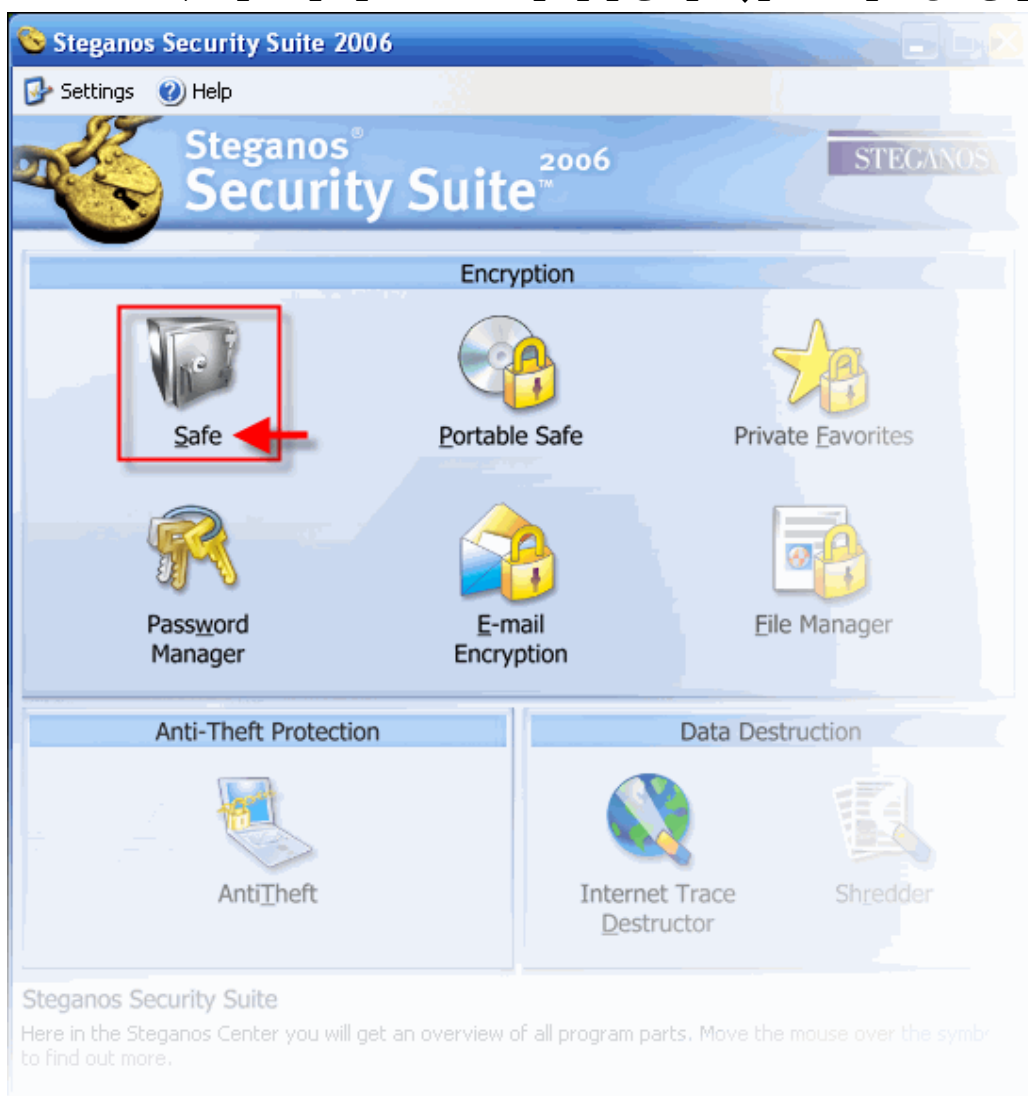 Steganos Security Suite 2006
Settings Help
Steganos®
Security Suite™ 2006
STEGANOS
Encryption
Safe Portable Safe Private Favorites
Password Manager
E-mail Encryption
File Manager
Anti-Theft Protection
AntiTheft
Data Destruction
Internet Trace Destructor
Shredder
Steganos Security Suite
Here in the Steganos Center you will get an overview of all program parts. Move the mouse over the
to find out more.